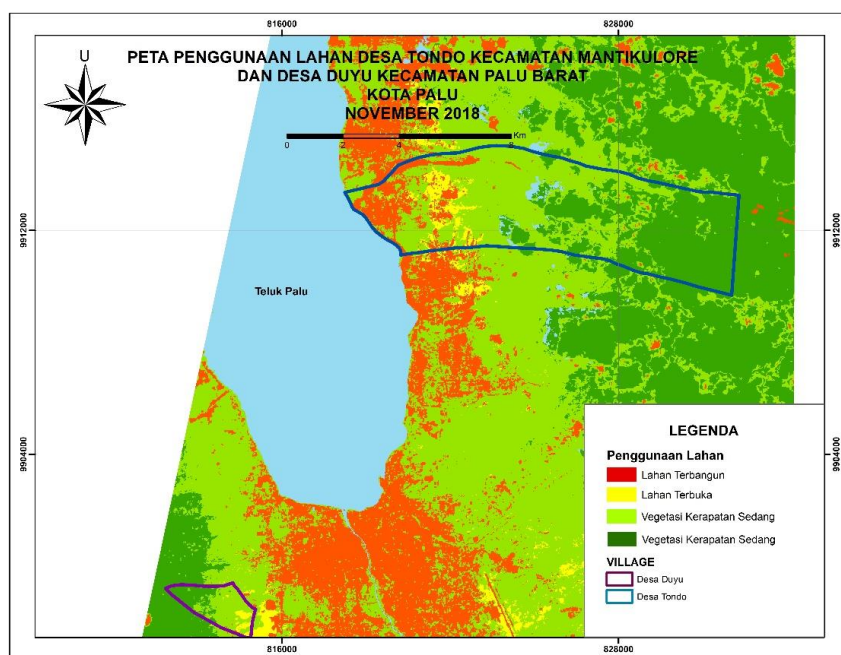 816000
828000
U
PETA PENGGUNAAN LAHAN DESA TONDO KECAMATAN MANTIKULORE
DAN DESA DUYU KECAMATAN PALU BARAT
KOTA PALU
NOVEMBER 2018
Km
0 2 4 8
9912000
9912000
Teluk Palu
9904000
9904000
LEGENDA
Penggunaan Lahan
Lahan Terbangun
Lahan Terbuka
Vegetasi Kerapatan Sedang
Vegetasi Kerapatan Sedang
VILLAGE
Desa Duyu
Desa Tondo
816000
828000